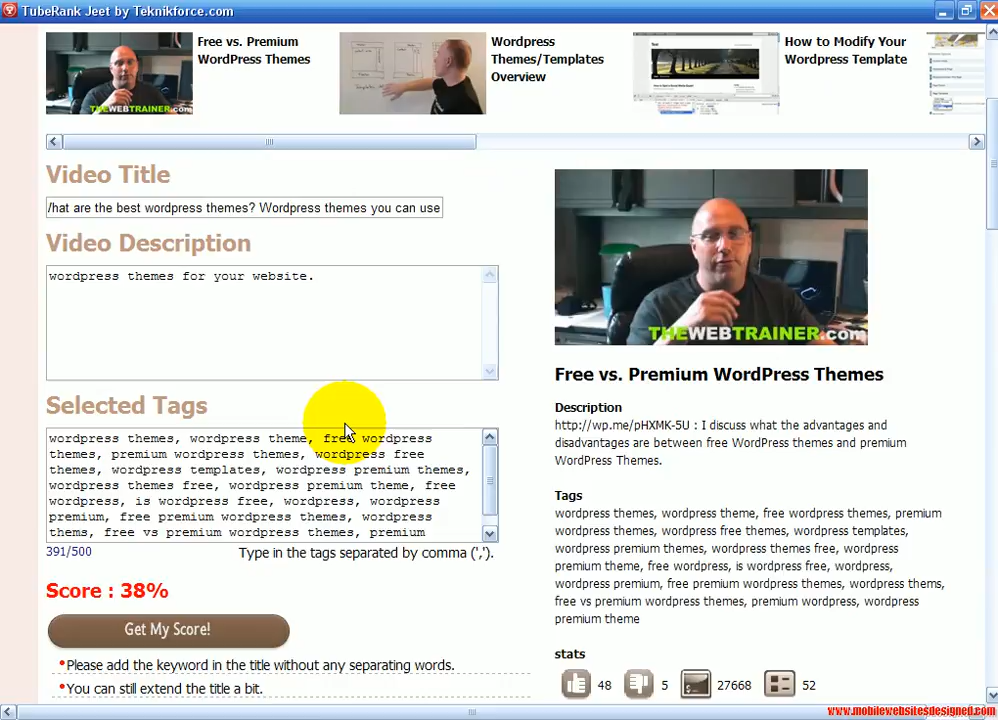 TubeRank Jeet by Teknikforce.com
Free vs. Premium
WordPress Themes
THEWEBTRAINER.com
Wordpress
Themes/Templates
Overview
How to Modify Your
Wordpress Template
Video Title
/hat are the best wordpress themes? Wordpress themes you can use
Video Description
wordpress themes for your website.
Selected Tags
wordpress themes, wordpress theme, free wordpress
themes, premium wordpress themes, wordpress free
themes, wordpress templates, wordpress premium themes,
wordpress themes free, wordpress premium theme, free
wordpress, is wordpress free, wordpress, wordpress
premium, free premium wordpress themes, wordpress
thems, free vs premium wordpress themes, premium
391/500
Type in the tags separated by comma (',').
Score : 38%
Get My Score!
•Please add the keyword in the title without any separating words.
•You can still extend the title a bit.
THEWEBTRAINER.com
Free vs. Premium WordPress Themes
Description
http://wp.me/pHXMK-5U : I discuss what the advantages and
disadvantages are between free WordPress themes and premium
WordPress Themes.
Tags
wordpress themes, wordpress theme, free wordpress themes, premium
wordpress themes, wordpress free themes, wordpress templates,
wordpress premium themes, wordpress themes free, wordpress
premium theme, free wordpress, is wordpress free, wordpress,
wordpress premium, free premium wordpress themes, wordpress thems,
free vs premium wordpress themes, premium wordpress, wordpress
premium theme
stats
48 5 27668 52
www.mobilewebsitesdesigned.com